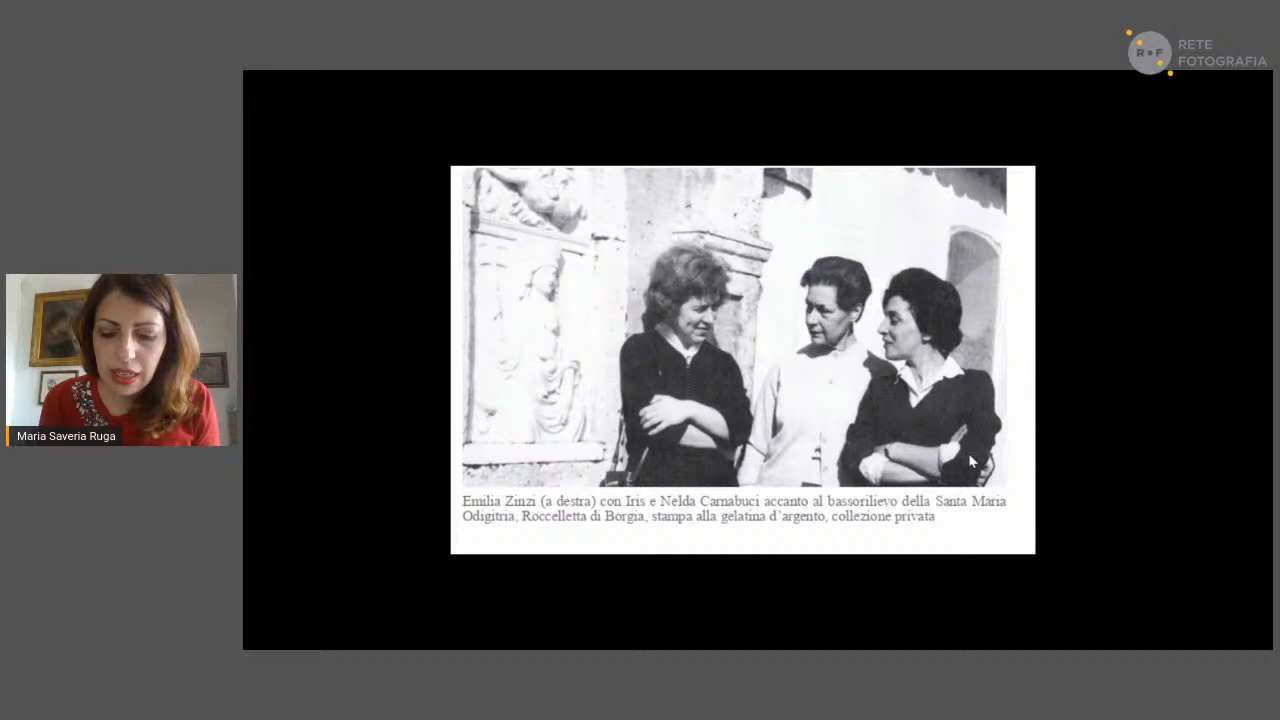 RETE
R●F
FOTOGRAFIA
Maria Saveria Ruga
Emilia Zinzi (a destra) con Iris e Nelda Carnabuci accanto al bassorilievo della Santa Maria
Odigitria, Roccelletta di Borgia, stampa alla gelatina d'argento, collezione privata